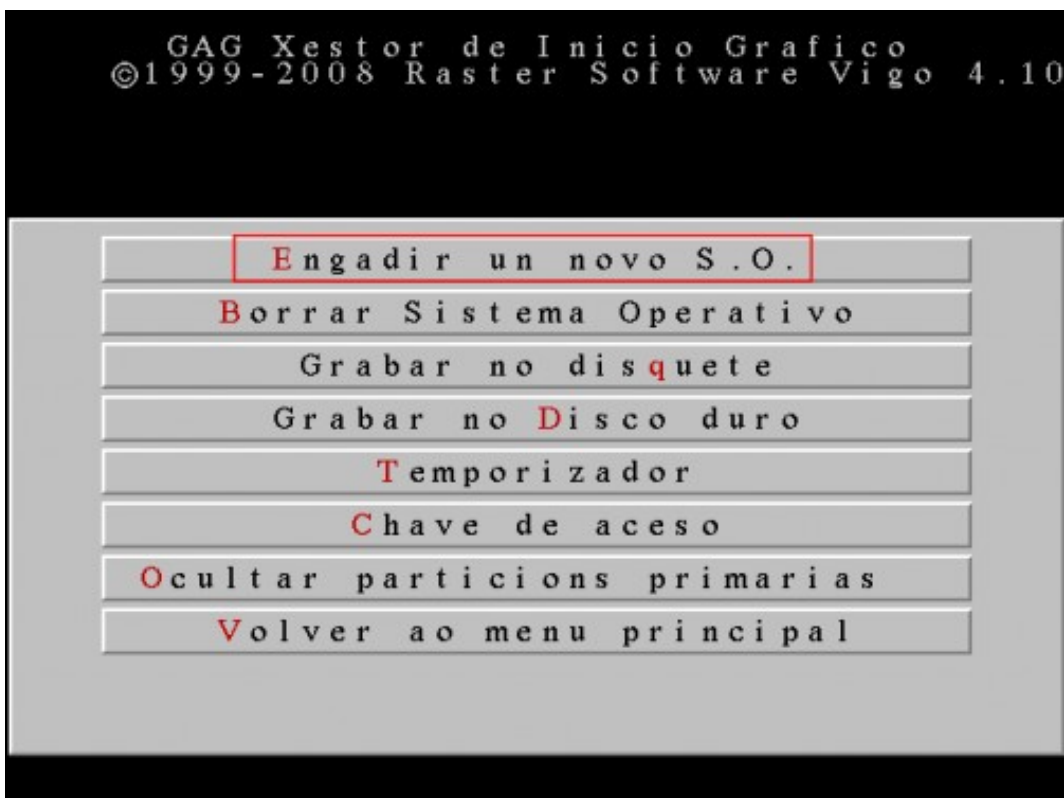 GAG Xestor de Inicio Grafico
©1999-2008 Raster Software Vigo 4.10
Engadir un novo S.O.
Borrar Sistema Operativo
Grabar no disquete
Grabar no Disco duro
Temporizador
Chave de aceso
Ocultar particions primarias
Volver ao menu principal